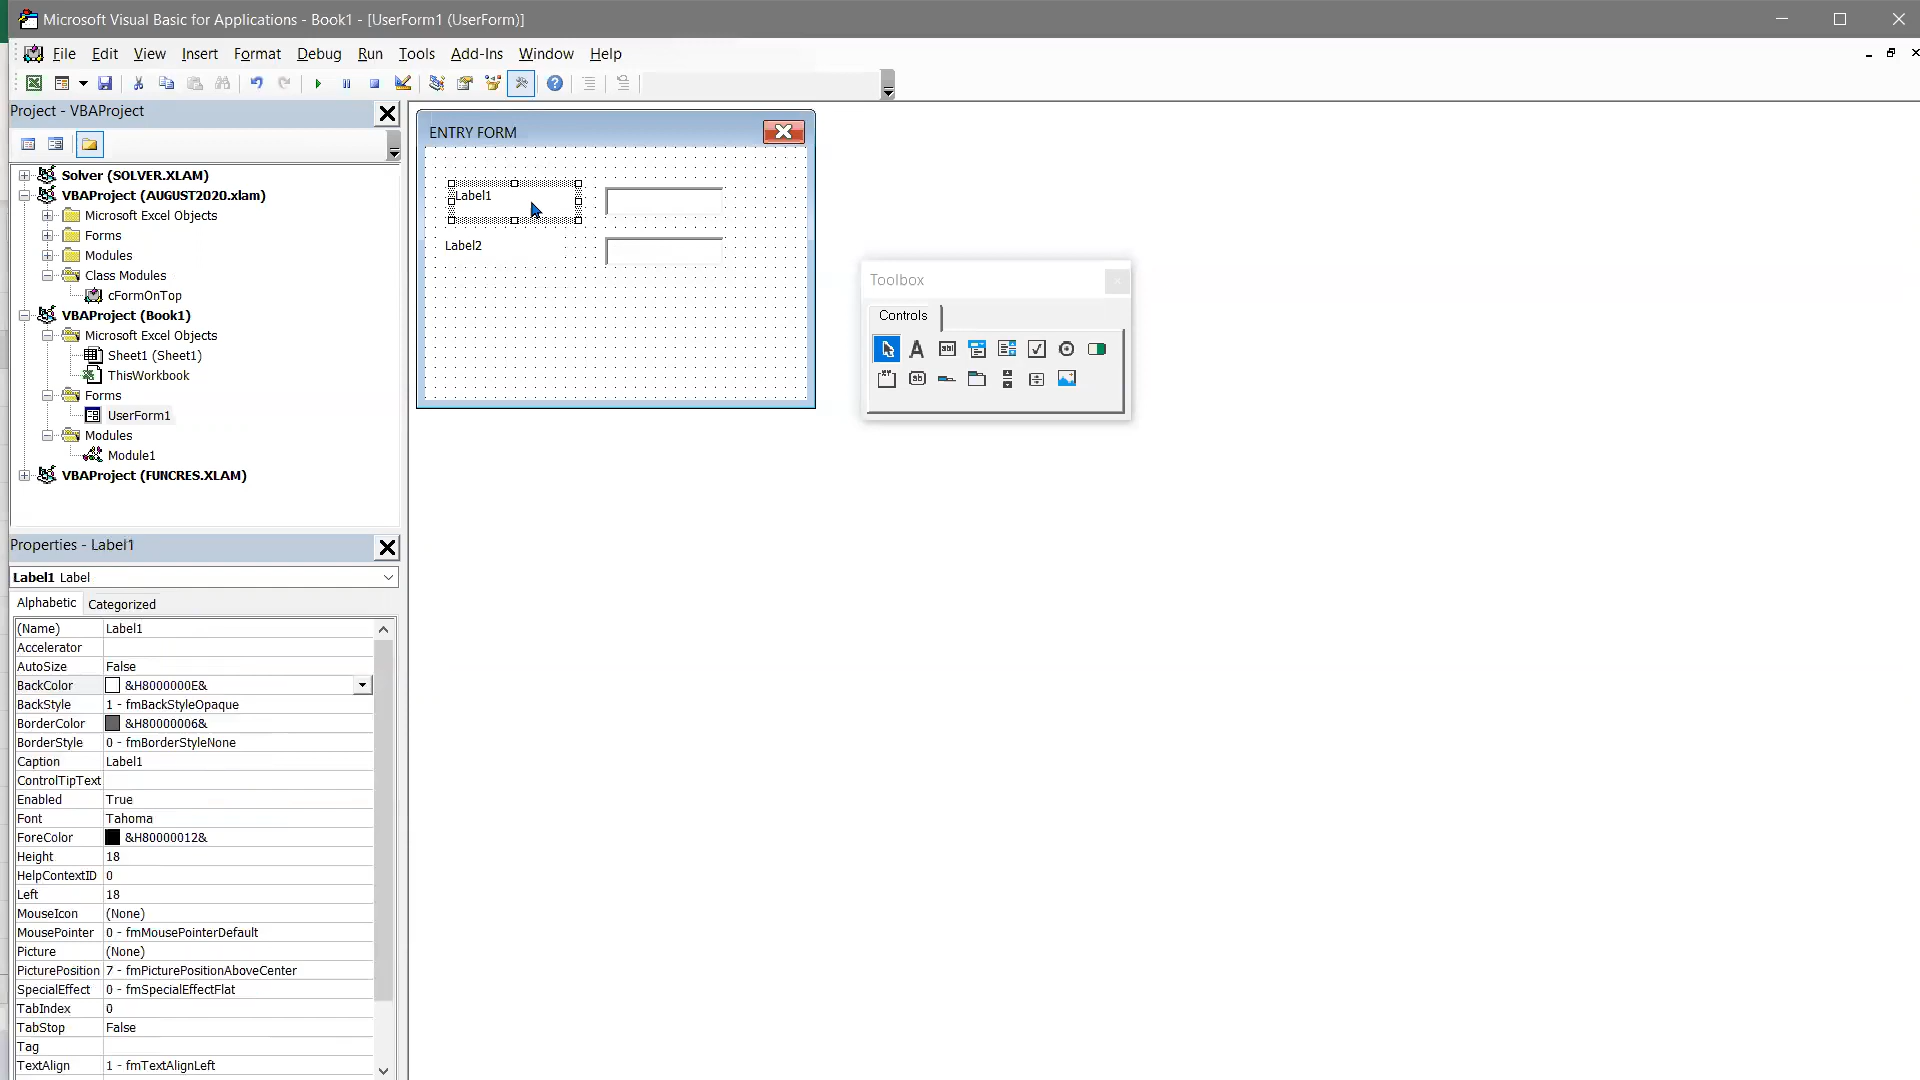 Microsoft Visual Basic for Applications - Book1 - [UserForm1 (UserForm)]
File Edit View Insert Format Debug Run Tools Add-Ins Window Help
Project - VBAProject
Solver (SOLVER.XLAM)
VBAProject (AUGUST2020.xlam)
Microsoft Excel Objects
Forms
Modules
Class Modules
cFormOnTop
VBAProject (Book1)
Microsoft Excel Objects
Sheet1 (Sheet1)
ThisWorkbook
Forms
UserForm1
Modules
Module1
VBAProject (FUNCRES.XLAM)
Properties - Label1
Label1 Label
Alphabetic Categorized
(Name) Label1
Accelerator
AutoSize False
BackColor &H8000000E&
BackStyle 1 - fmBackStyleOpaque
BorderColor &H80000006&
BorderStyle 0 - fmBorderStyleNone
Caption Label1
ControlTipText
Enabled True
Font Tahoma
ForeColor &H80000012&
Height 18
HelpContextID 0
Left 18
MouseIcon (None)
MousePointer 0 - fmMousePointerDefault
Picture (None)
PicturePosition 7 - fmPicturePositionAboveCenter
SpecialEffect 0 - fmSpecialEffectFlat
TabIndex 0
TabStop False
Tag
TextAlign 1 - fmTextAlignLeft
ENTRY FORM
Label1
Label2
Toolbox
Controls